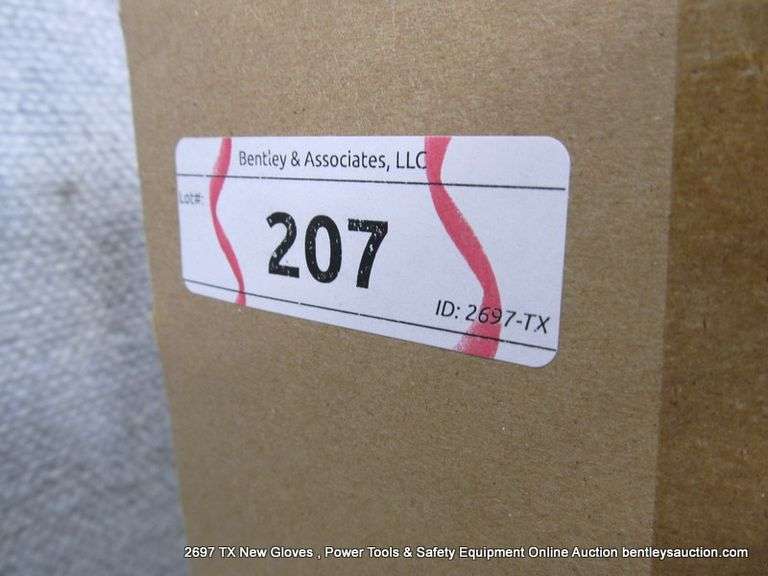 Bentley & Associates, LLC
Lot#:
207
ID: 2697-TX
2697 TX New Gloves , Power Tools & Safety Equipment Online Auction bentleysauction.com